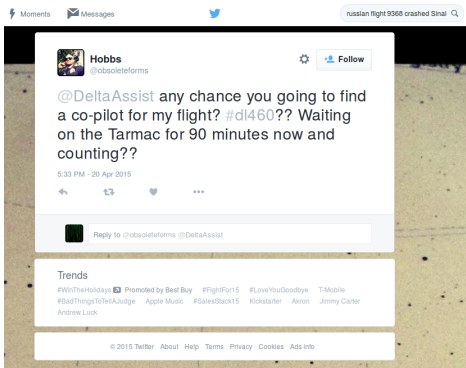 Moments Messages russian flight 9368 crashed Sinai
Hobbs
@obsoleteforms
Follow
@DeltaAssist any chance you going to find
a co-pilot for my flight? #dl460?? Waiting
on the Tarmac for 90 minutes now and
counting??
5:33 PM - 20 Apr 2015
Reply to @obsoleteforms @DeltaAssist
Trends
#WinTheHolidays Promoted by Best Buy #FightFor15 #LoveYouGoodbye T-Mobile
#BadThingsToTellAJudge Apple Music #SalesStack15 Kickstarter Akron Jimmy Carter
Andrew Luck
© 2015 Twitter About Help Terms Privacy Cookies Ads info